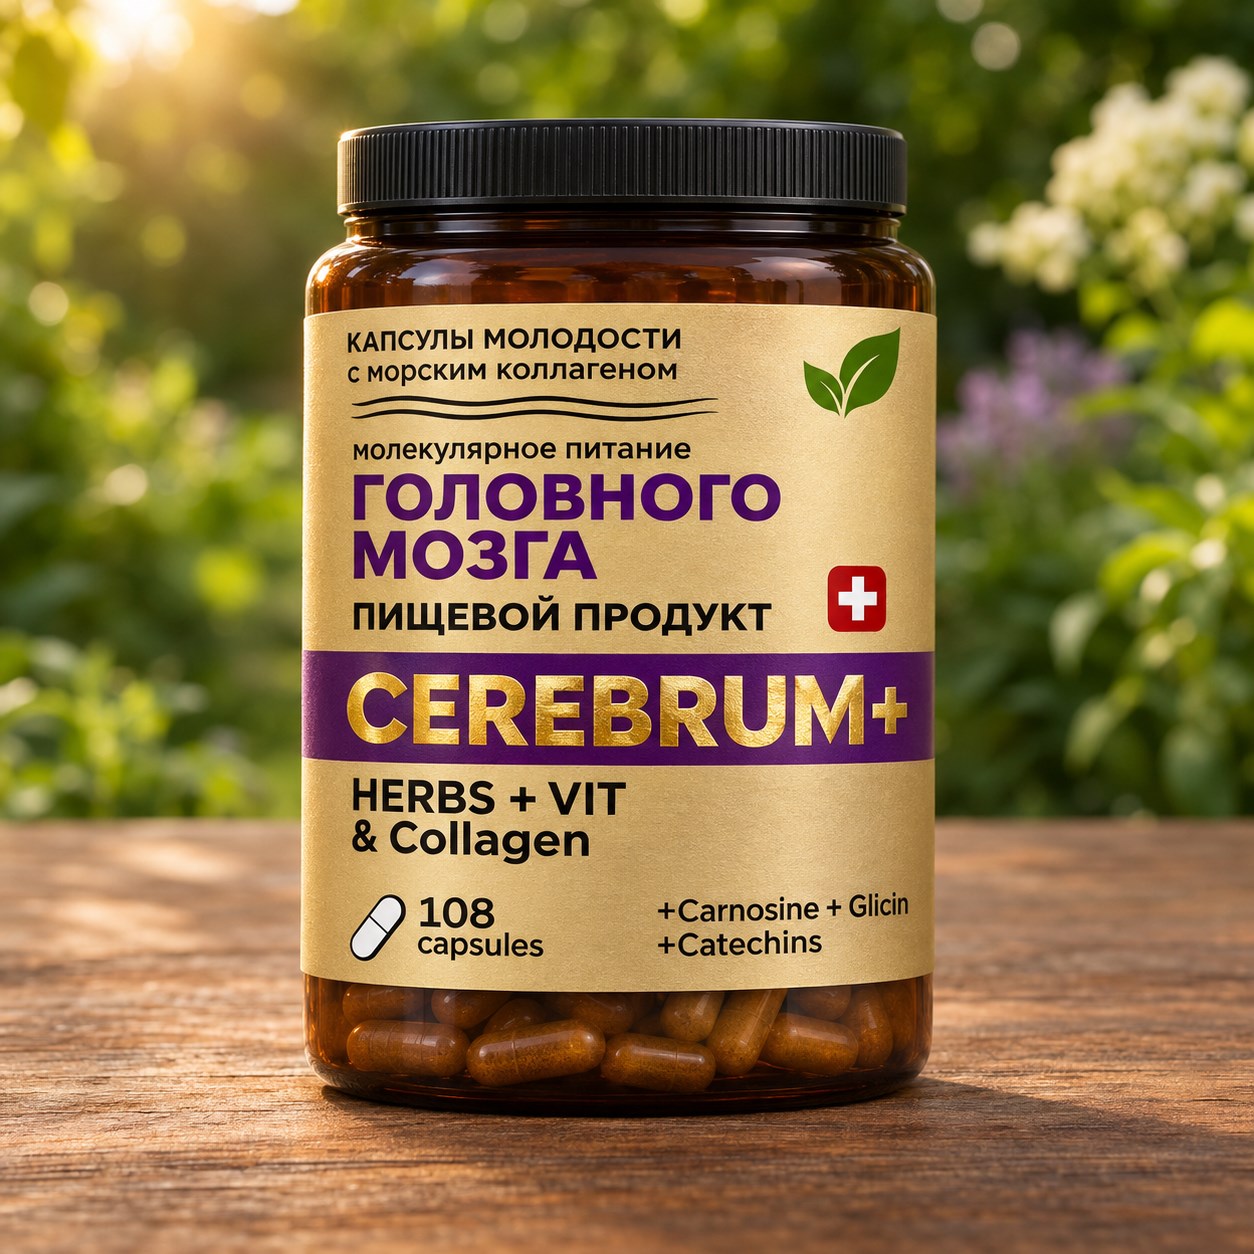 КАПСУЛЫ МОЛОДОСТИ
с морским коллагеном
молекулярное питание
ГОЛОВНОГО
МОЗГА
ПИЩЕВОЙ ПРОДУКТ
CEREBRUM+
HERBS + VIT
& Collagen
108
capsules
+Carnosine + Glicin
+Catechins